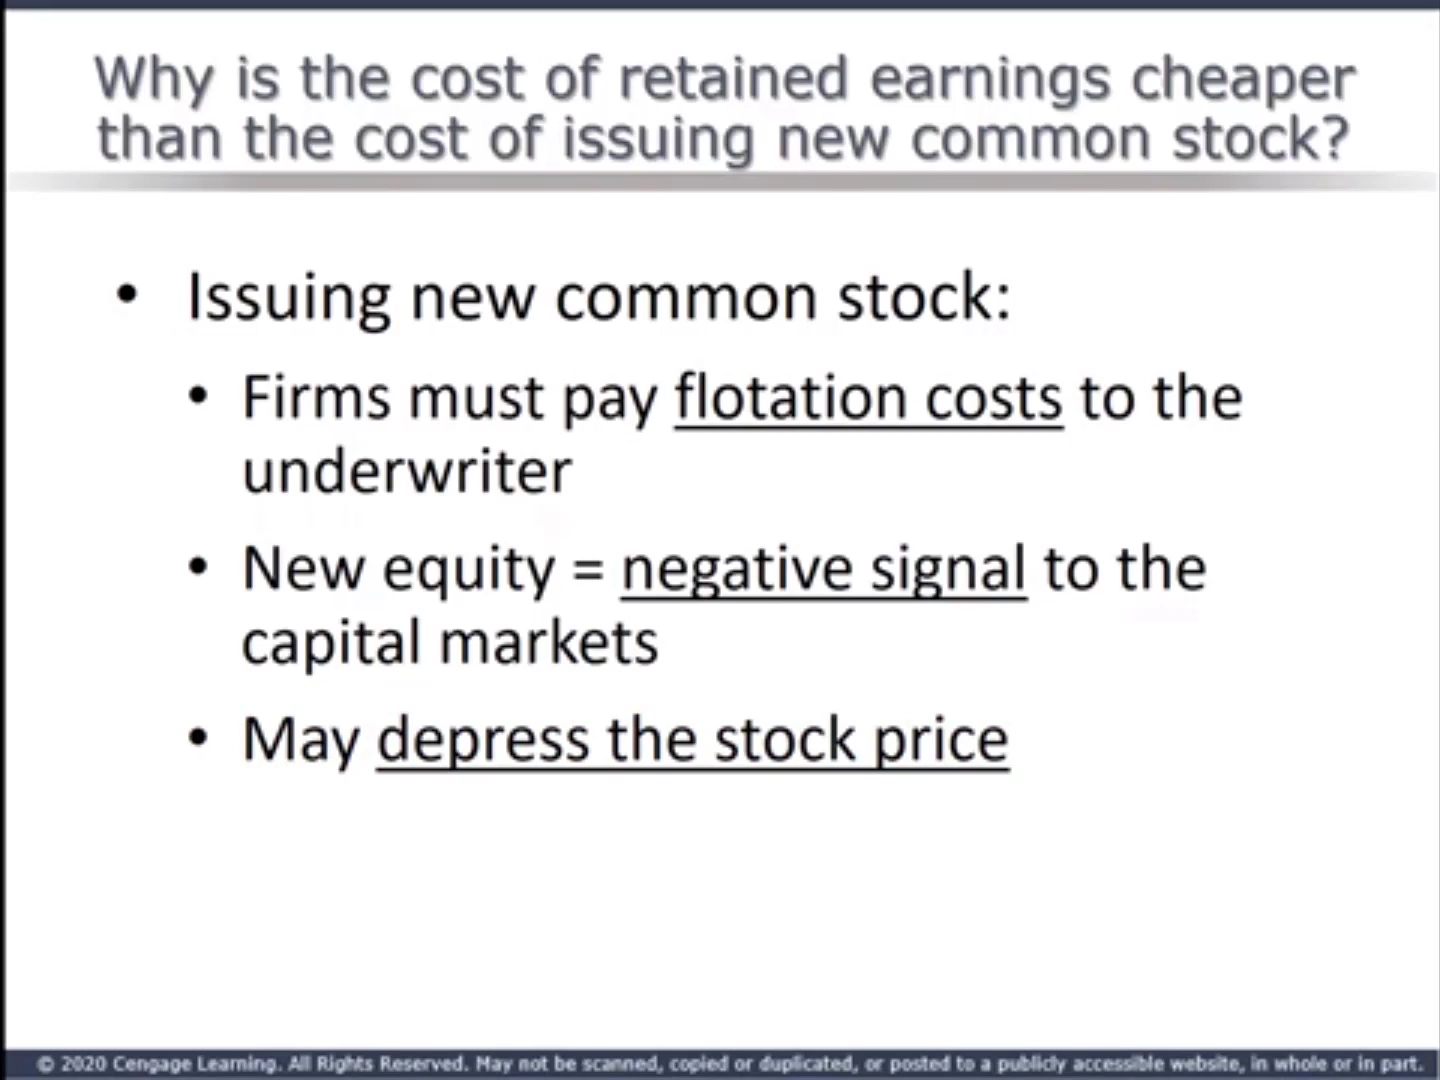 Why is the cost of retained earnings cheaper
than the cost of issuing new common stock?
• Issuing new common stock:
• Firms must pay flotation costs to the
underwriter
• New equity = negative signal to the
capital markets
• May depress the stock price
© 2020 Cengage Learning. All Rights Reserved. May not be scanned, copied or duplicated, or posted to a publicly accessible website, in whole or in part.